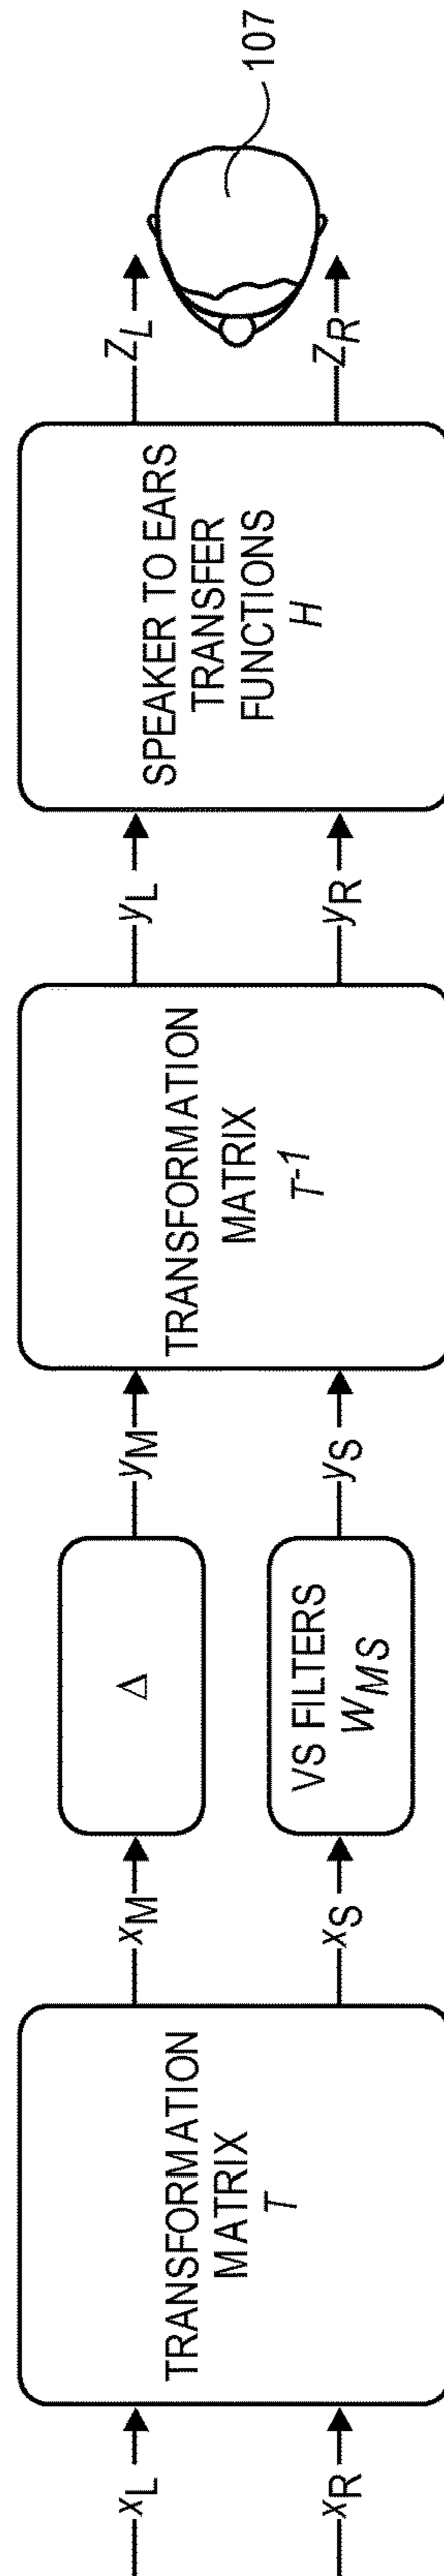 xL
xR
TRANSFORMATION
MATRIX
T
xM
xS
Δ
VS FILTERS
WMS
yM
yS
TRANSFORMATION
MATRIX
T-1
yL
yR
SPEAKER TO EARS
TRANSFER
FUNCTIONS
H
ZL
ZR
107